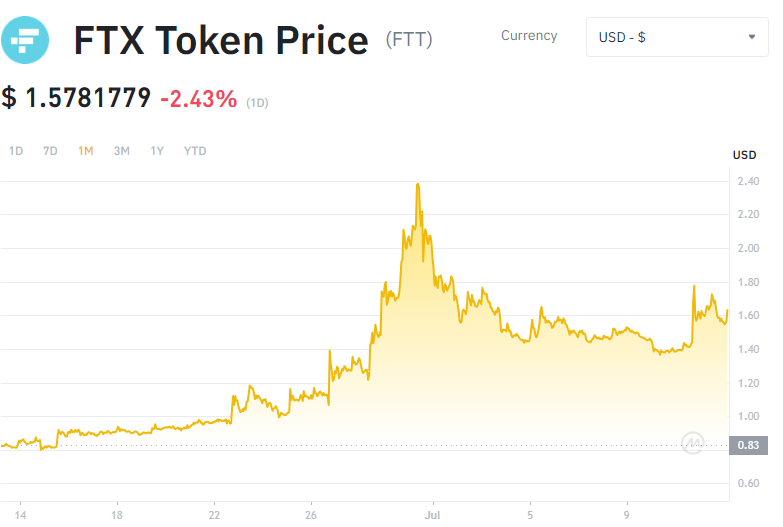 FTX Token Price (FTT)
Currency
USD - $
$ 1.5781779 -2.43% (1D)
1D 7D 1M 3M 1Y YTD
USD
2.40
2.20
2.00
1.80
1.60
1.40
1.20
1.00
0.83
0.60
14 18 22 26 Jul 5 9